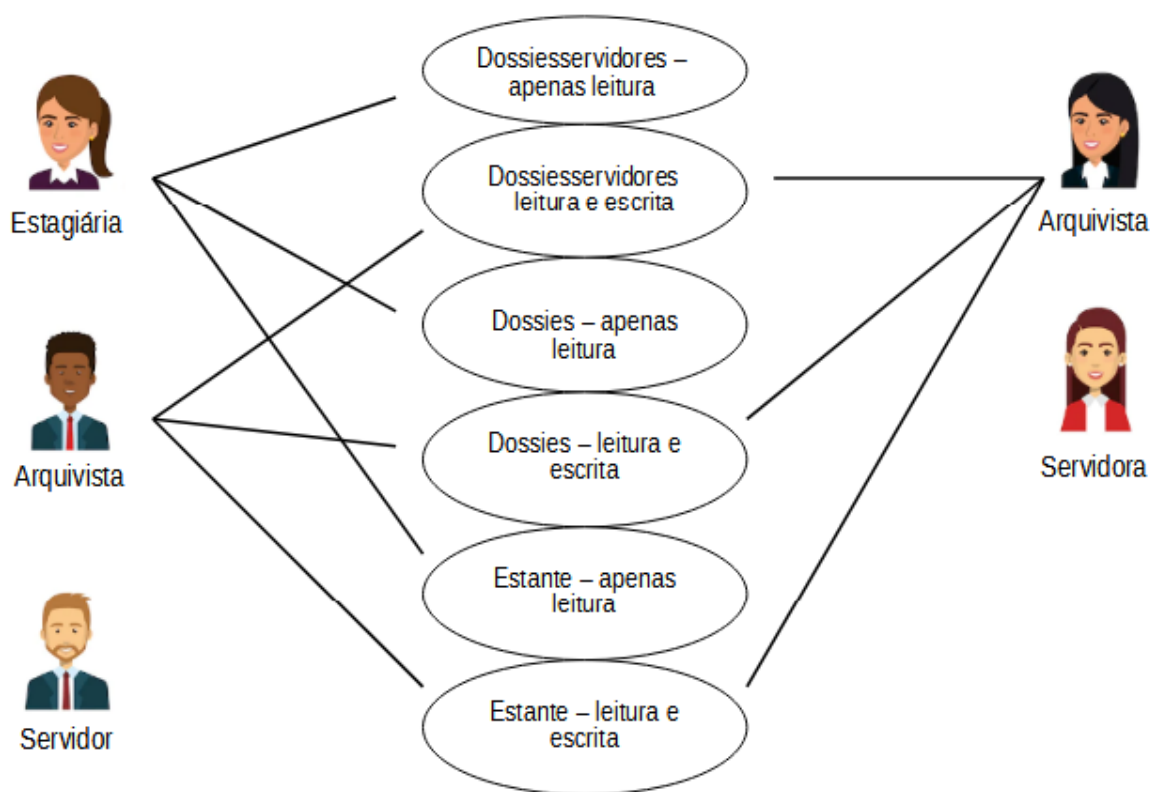 Dossiesservidores –
apenas leitura
Estagiária
Dossiesservidores
leitura e escrita
Arquivista
Dossies – apenas
leitura
Arquivista
Dossies – leitura e
escrita
Servidora
Estante – apenas
leitura
Servidor
Estante – leitura e
escrita